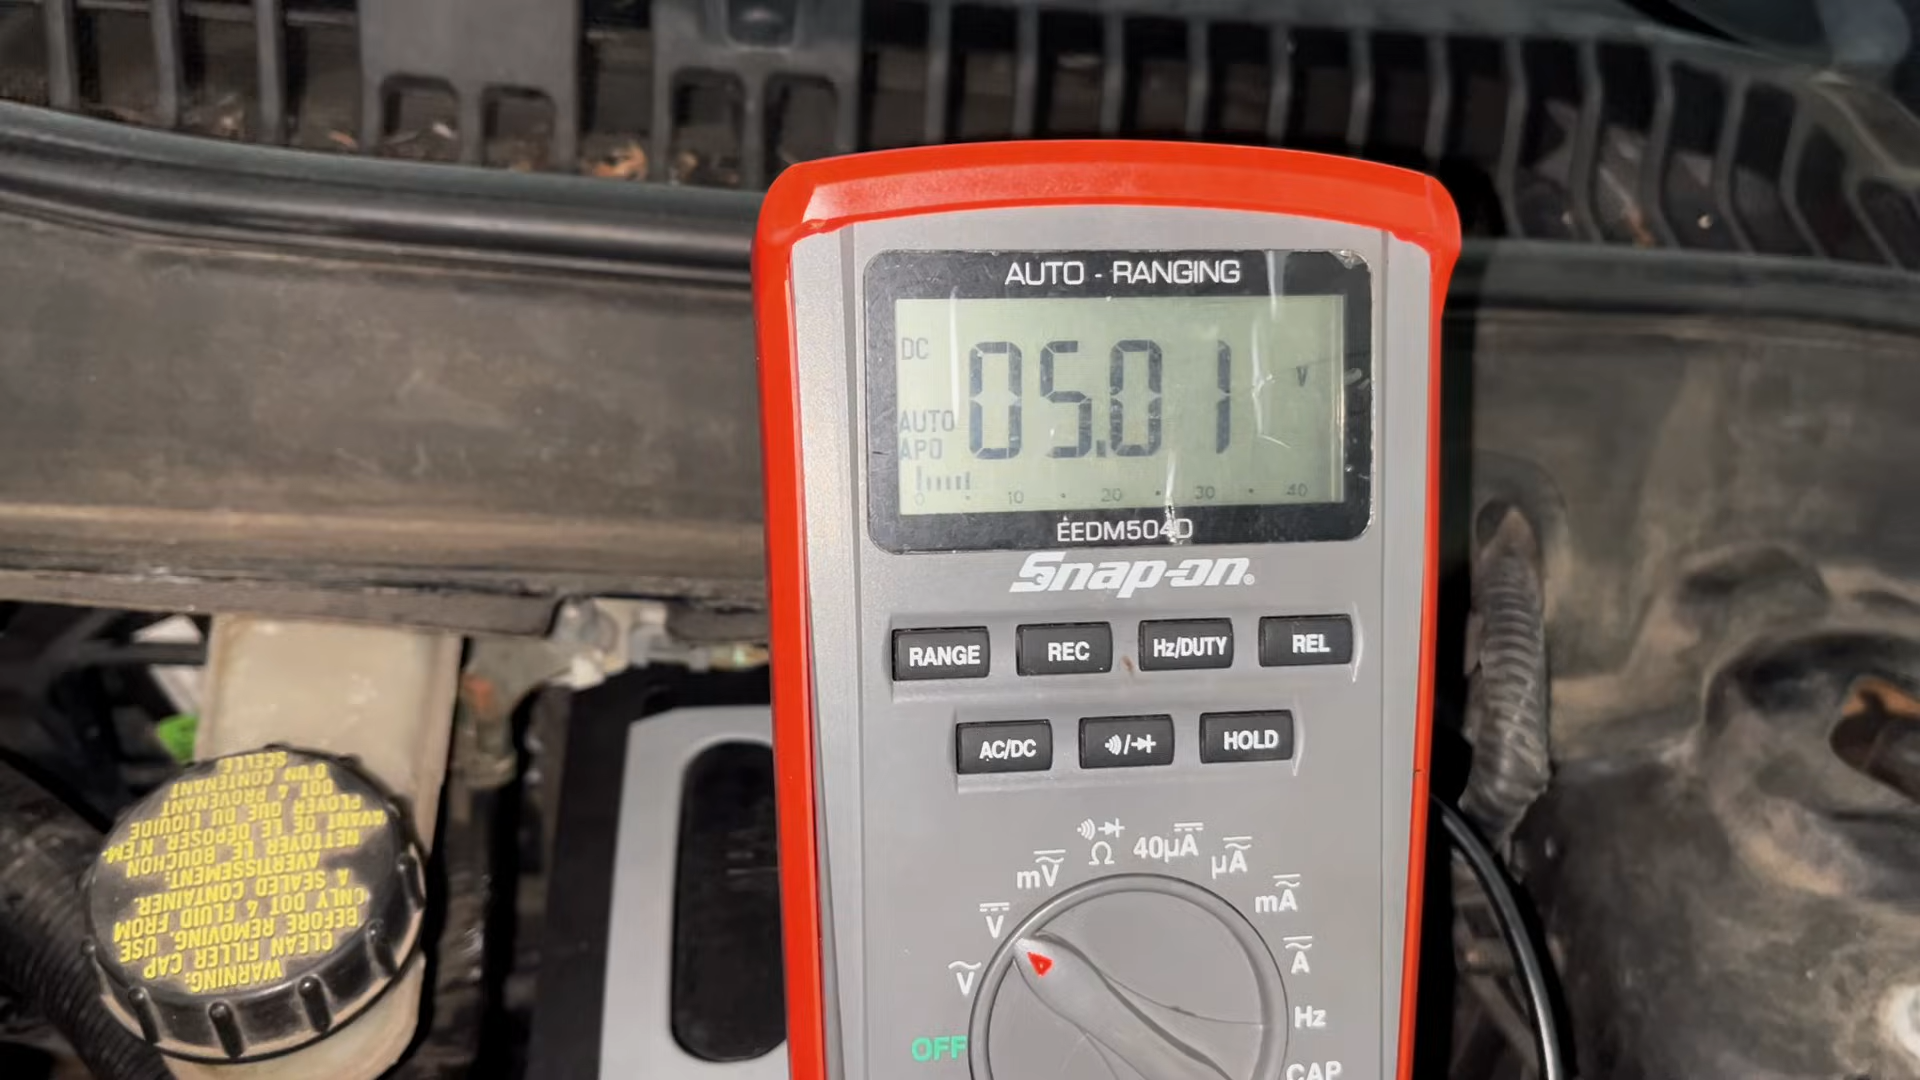 AUTO - RANGING
DC
05.01 V
AUTO
APO
0 10 20 30 40
EEDM504D
Snap-on®
RANGE REC Hz/DUTY REL
AC/DC HOLD
Ω 40µA µA
mV mA
V A
V Hz
OFF CAP
WARNING:
CLEAN FILLER CAP
BEFORE REMOVING. USE
ONLY DOT 4 FLUID FROM
A SEALED CONTAINER.
AVERTISSEMENT:
NETTOYER LE BOUCHON
AVANT DE LE DEPOSER. N'EM-
PLOYER QUE DU LIQUIDE
DOT 4 PROVENANT
D'UN CONTENANT
SCELLE.